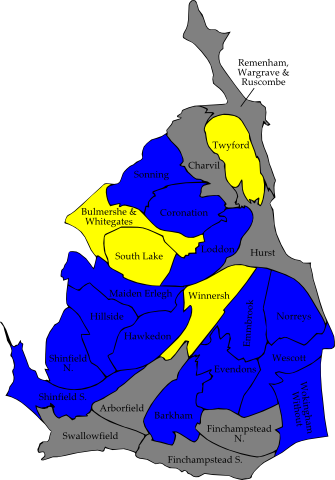 Remenham,
Wargrave &
Ruscombe
Twyford
Charvil
Sonning
Bulmershe &
Whitegates
Coronation
South Lake
Loddon
Hurst
Maiden Erlegh
Winnersh
Hillside
Hawkedon
Emmbrook
Norreys
Shinfield
N.
Westcott
Evendons
Wokingham
Without
Shinfield S.
Arborfield
Barkham
Finchampstead
N.
Swallowfield
Finchampstead S.